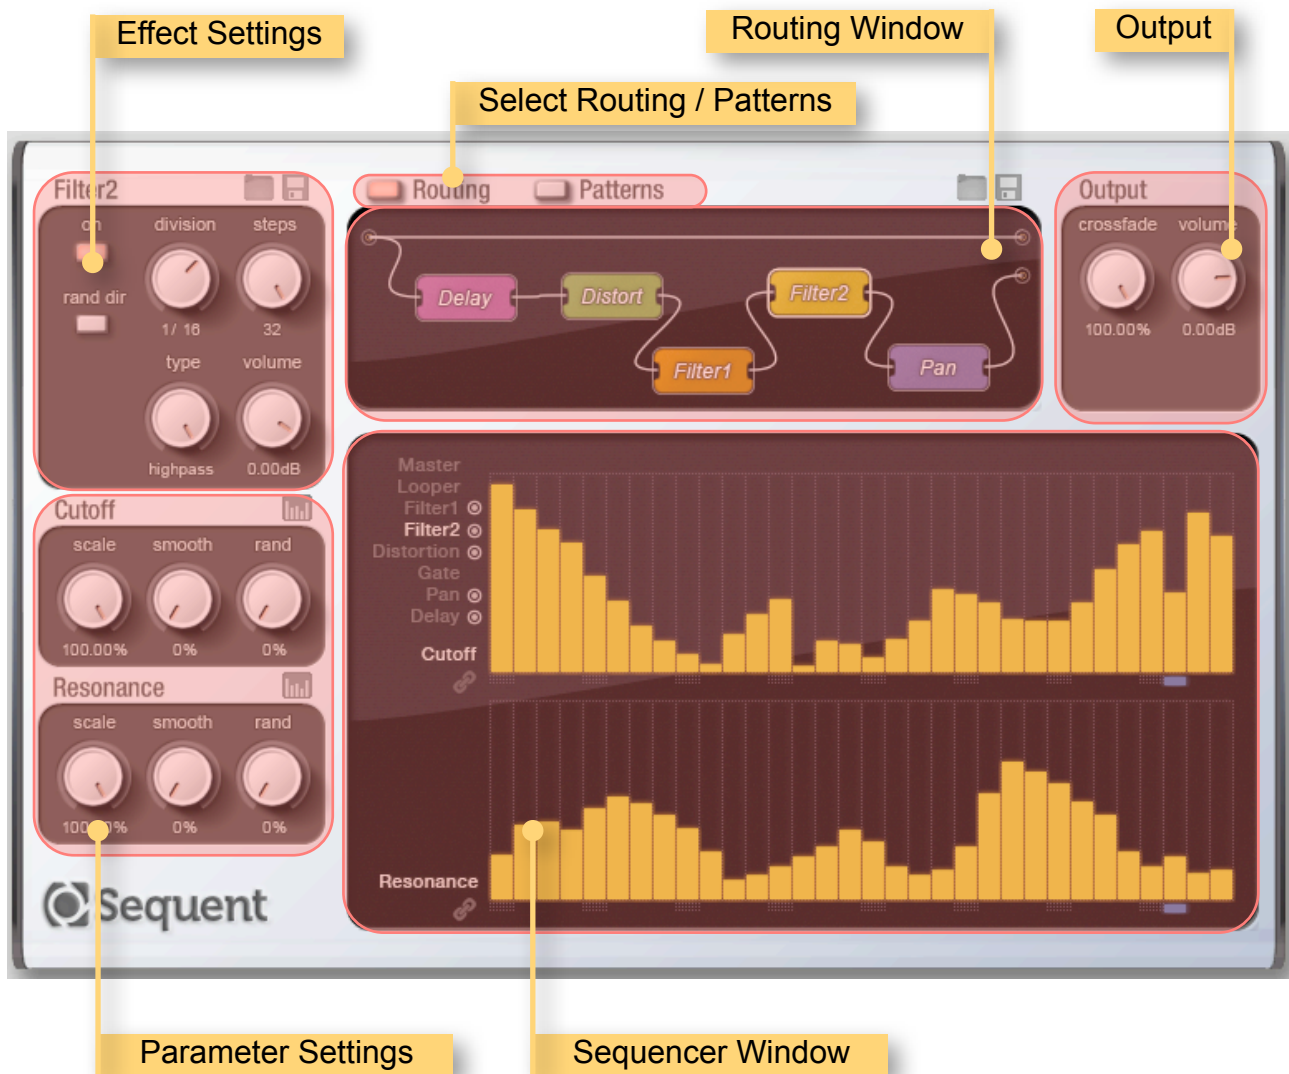 Effect Settings
Routing Window
Output
Select Routing / Patterns
Filter2
on
division
steps
rand dir
1/ 16
32
type
volume
highpass
0.00dB
Routing
Patterns
Delay
Distort
Filter1
Filter2
Pan
Output
crossfade
volume
100.00%
0.00dB
Cutoff
scale
smooth
rand
100.00%
0%
0%
Resonance
scale
smooth
rand
100.00%
0%
0%
Master
Looper
Filter1
Filter2
Distortion
Gate
Pan
Delay
Cutoff
Resonance
Sequent
Parameter Settings
Sequencer Window